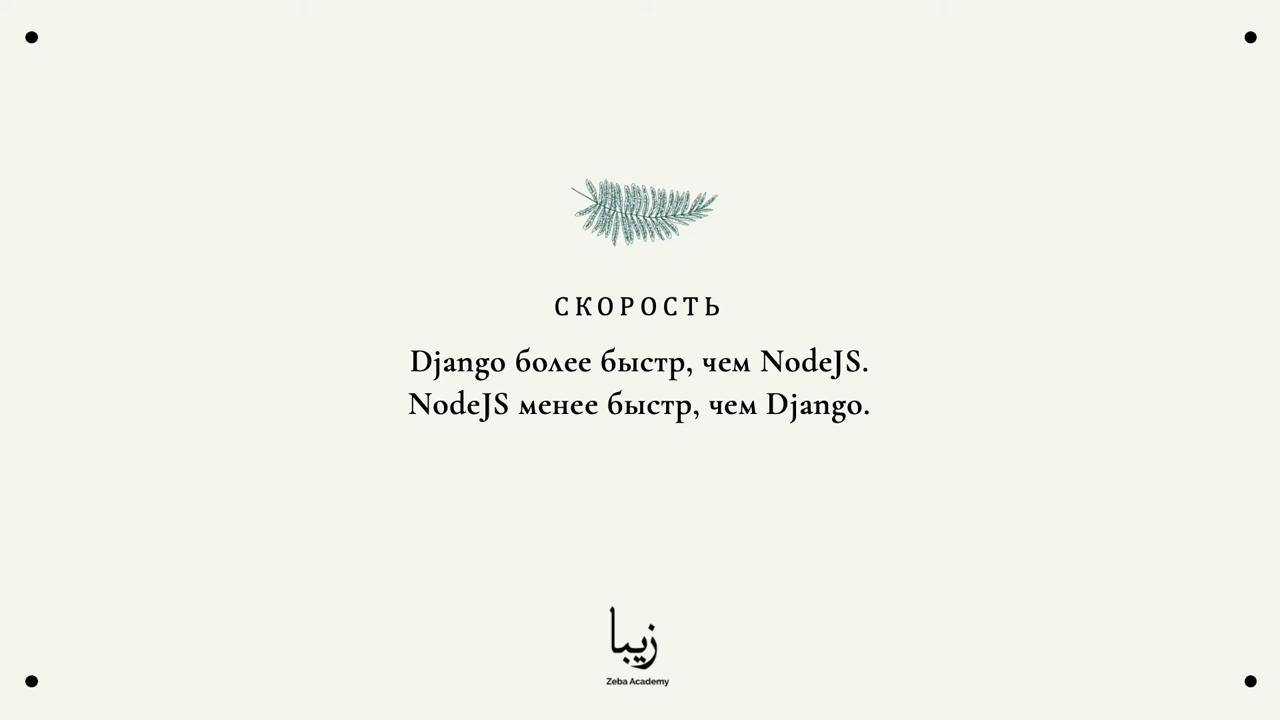 СКОРОСТЬ
Django более быстр, чем NodeJS.
NodeJS менее быстр, чем Django.
زيبا
Zeba Academy